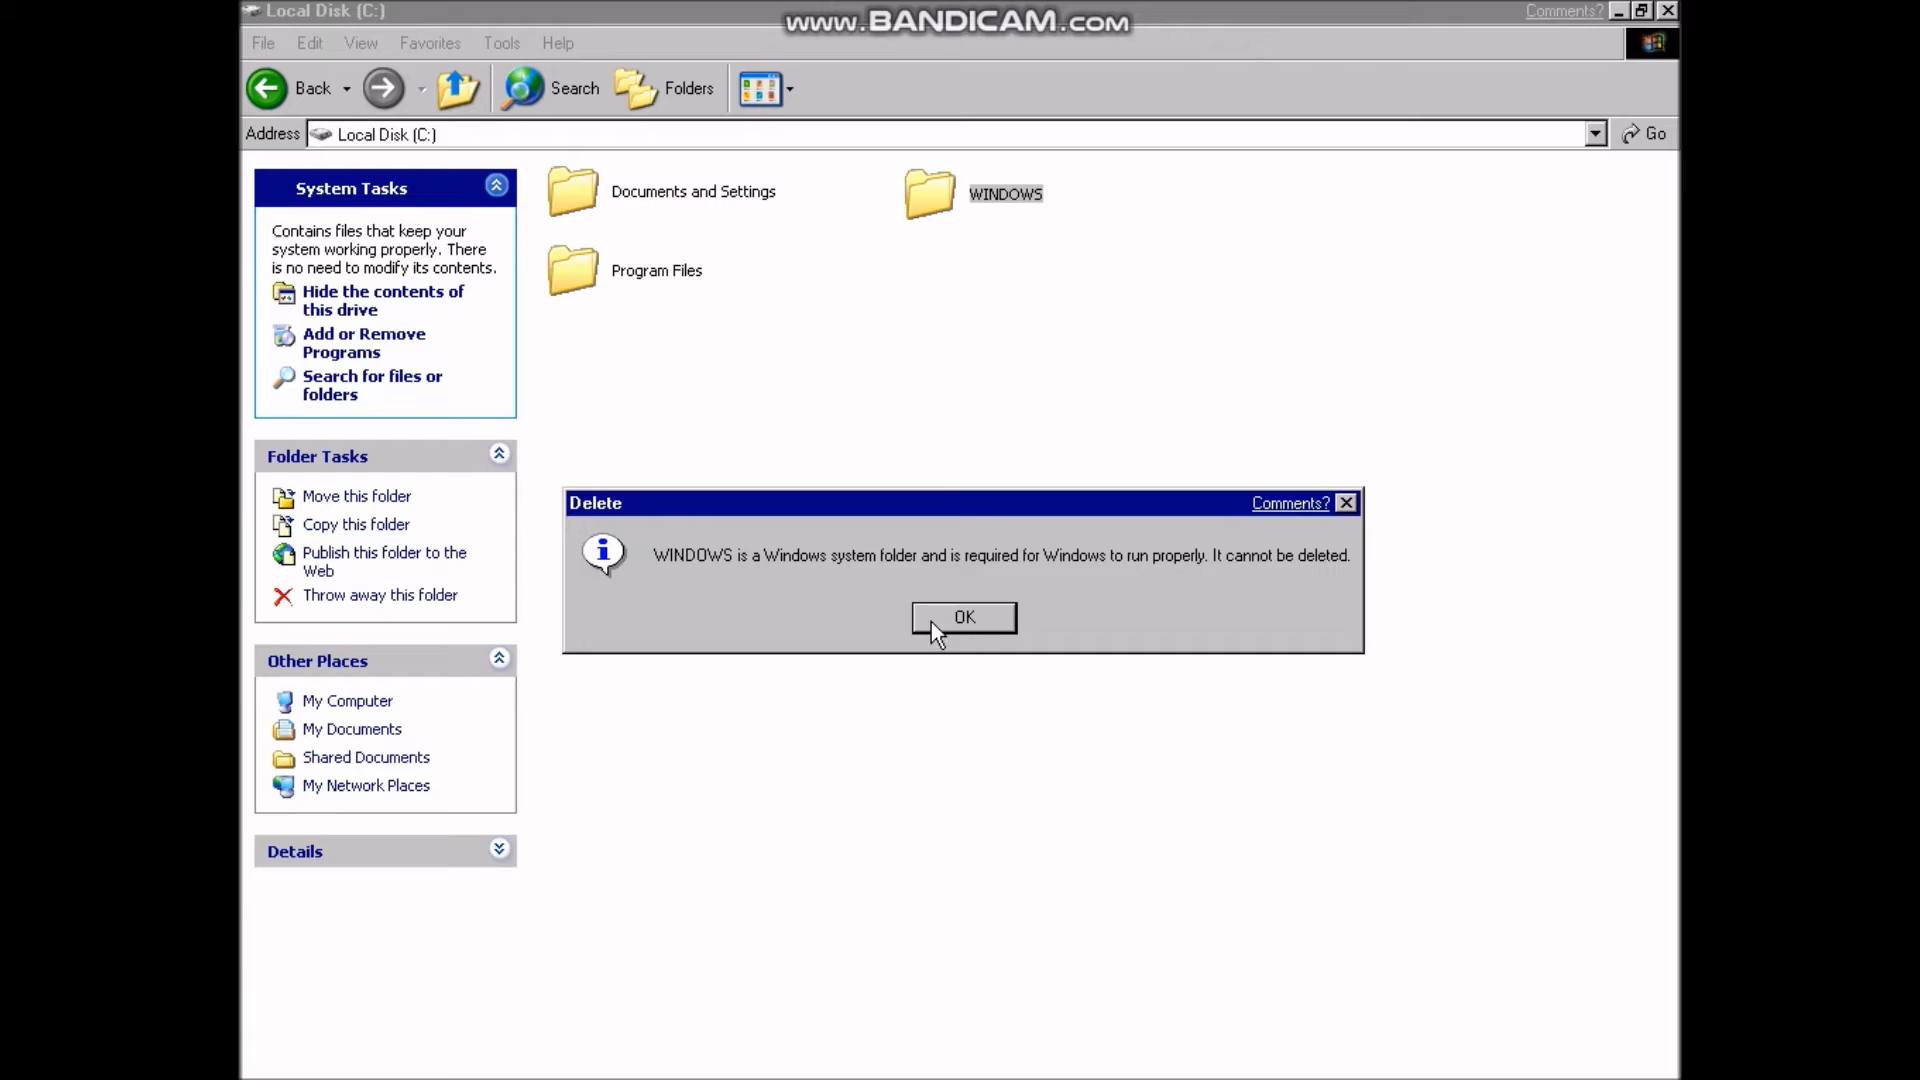 Local Disk (C:)
Comments?
www.BANDICAM.com
File Edit View Favorites Tools Help
Back
Search
Folders
Address
Local Disk (C:)
Go
System Tasks
Contains files that keep your
system working properly. There
is no need to modify its contents.
Hide the contents of
this drive
Add or Remove
Programs
Search for files or
folders
Folder Tasks
Move this folder
Copy this folder
Publish this folder to the
Web
Throw away this folder
Other Places
My Computer
My Documents
Shared Documents
My Network Places
Details
Documents and Settings
WINDOWS
Program Files
Delete
Comments?
WINDOWS is a Windows system folder and is required for Windows to run properly. It cannot be deleted.
OK